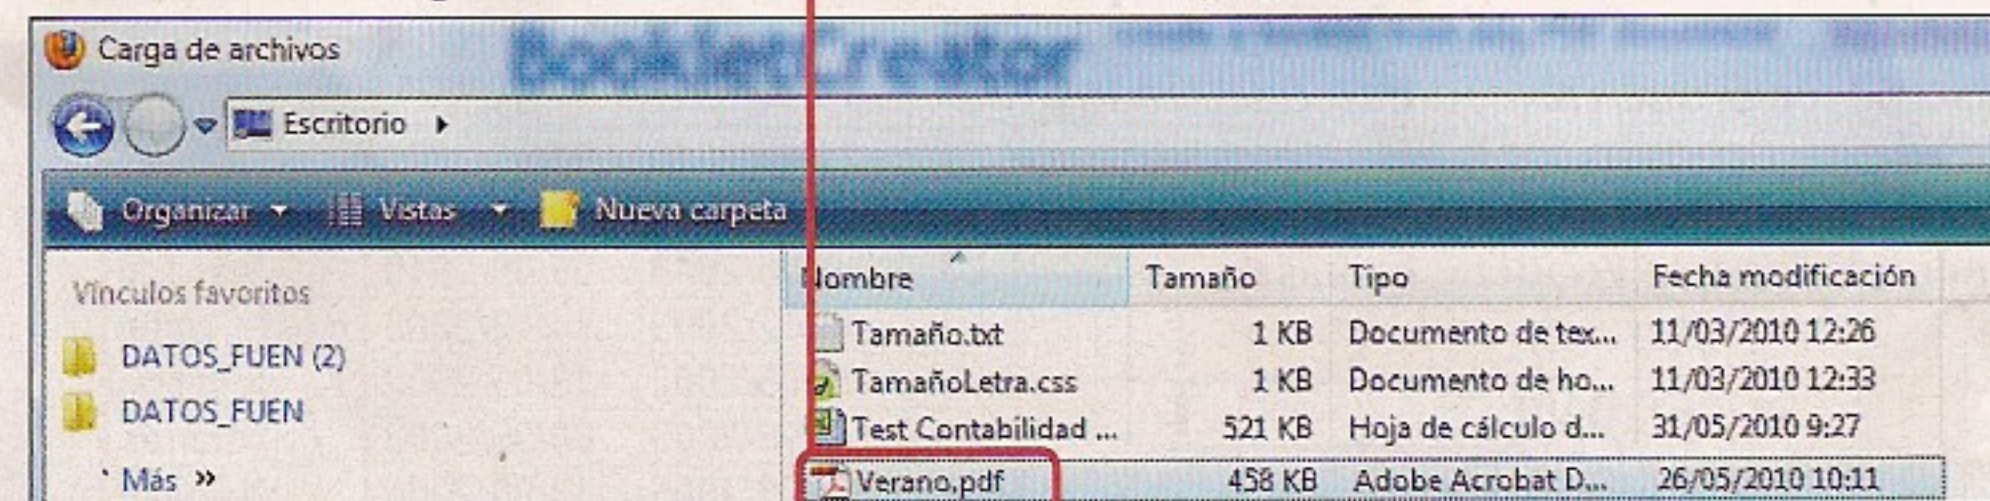 Carga de archivos
BookletCreator
Escritorio
Organizar Vistas Nueva carpeta
Vínculos favoritos
DATOS_FUEN (2)
DATOS_FUEN
Más »
Nombre Tamaño Tipo Fecha modificación
Tamaño.txt 1 KB Documento de tex... 11/03/2010 12:26
TamañoLetra.css 1 KB Documento de ho... 11/03/2010 12:33
Test Contabilidad ... 521 KB Hoja de cálculo d... 31/05/2010 9:27
Verano.pdf 458 KB Adobe Acrobat D... 26/05/2010 10:11